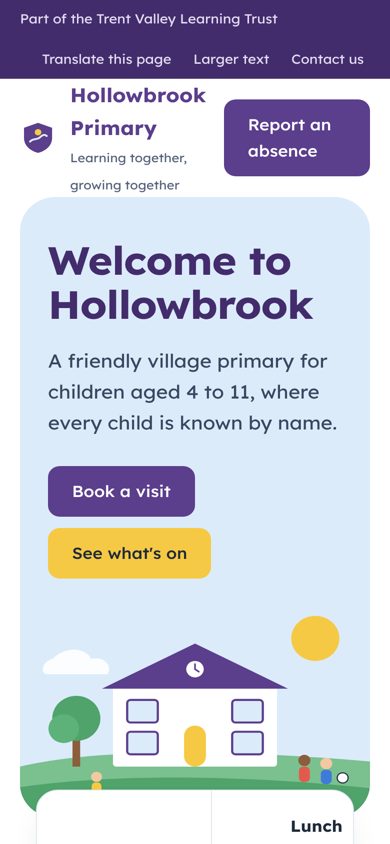 Part of the Trent Valley Learning Trust
Translate this page Larger text Contact us
Hollowbrook
Primary
Learning together,
growing together
Report an
absence
Welcome to
Hollowbrook
A friendly village primary for
children aged 4 to 11, where
every child is known by name.
Book a visit
See what's on
Lunch